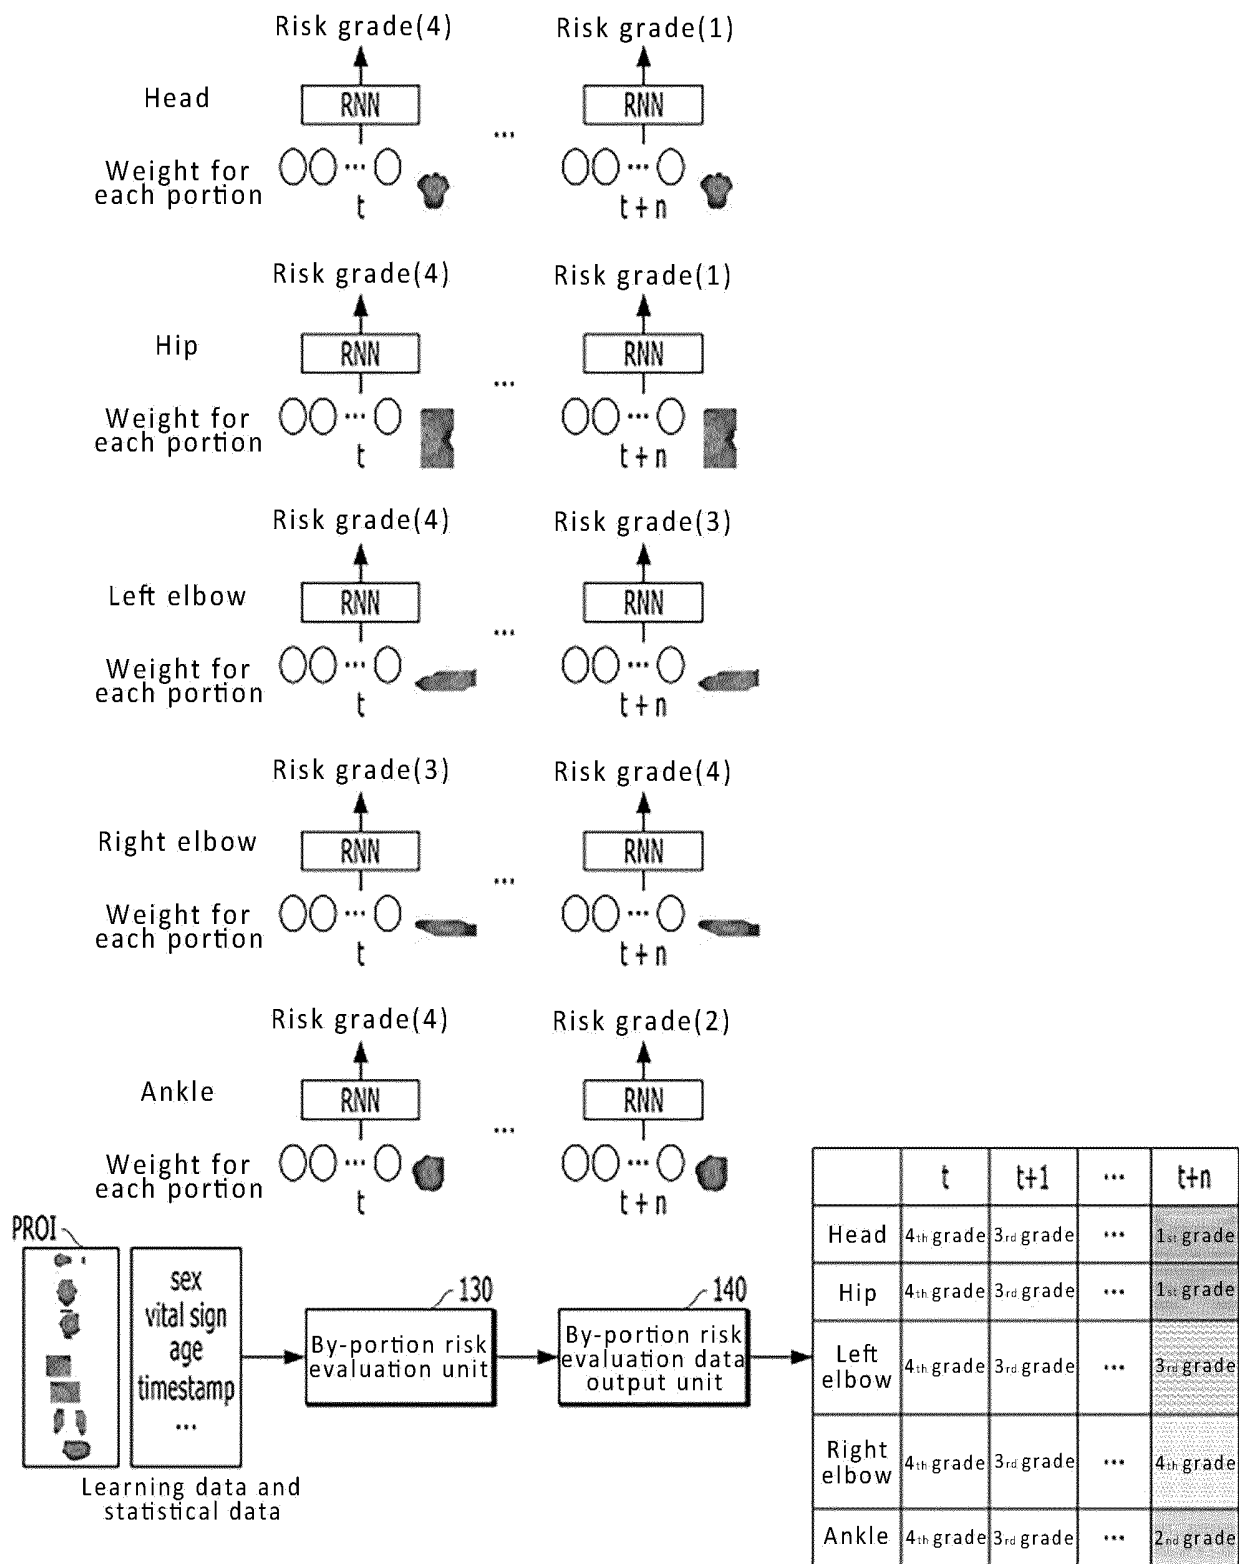 Risk grade(4) Risk grade(1)
Head RNN RNN
...
Weight for
each portion
... ...
t t+n
Risk grade(4) Risk grade(1)
Hip RNN RNN
...
Weight for
each portion
... ...
t t+n
Risk grade(4) Risk grade(3)
Left elbow RNN RNN
...
Weight for
each portion
... ...
t t+n
Risk grade(3) Risk grade(4)
Right elbow RNN RNN
...
Weight for
each portion
... ...
t t+n
Risk grade(4) Risk grade(2)
Ankle RNN RNN
...
Weight for
each portion
... ...
t t+n
PROI
sex
vital sign
age
timestamp
...
Learning data and
statistical data
130
By-portion risk
evaluation unit
140
By-portion risk
evaluation data
output unit
t t+1 ... t+n
Head 4th grade 3rd grade ... 1st grade
Hip 4th grade 3rd grade ... 1st grade
Left
elbow 4th grade 3rd grade ... 3rd grade
Right
elbow 4th grade 3rd grade ... 4th grade
Ankle 4th grade 3rd grade ... 2nd grade